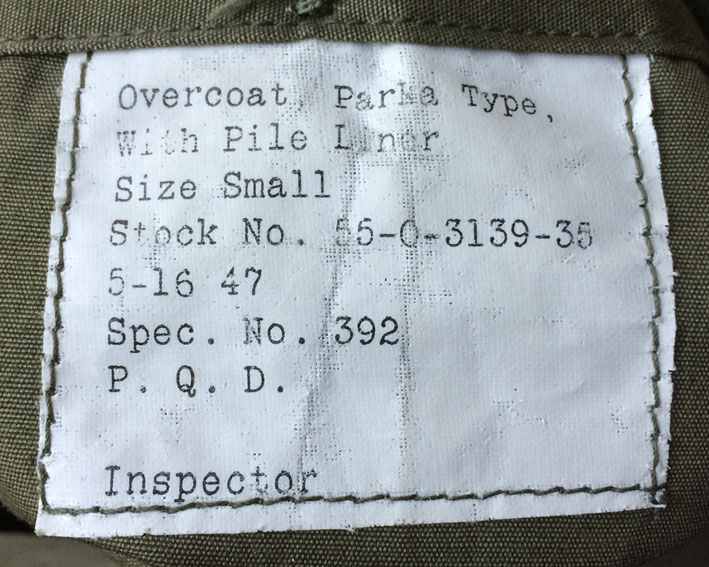 Overcoat, Parka Type,
With Pile Liner
Size Small
Stock No. 55-O-3139-35
5-16 47
Spec. No. 392
P. Q. D.
Inspector